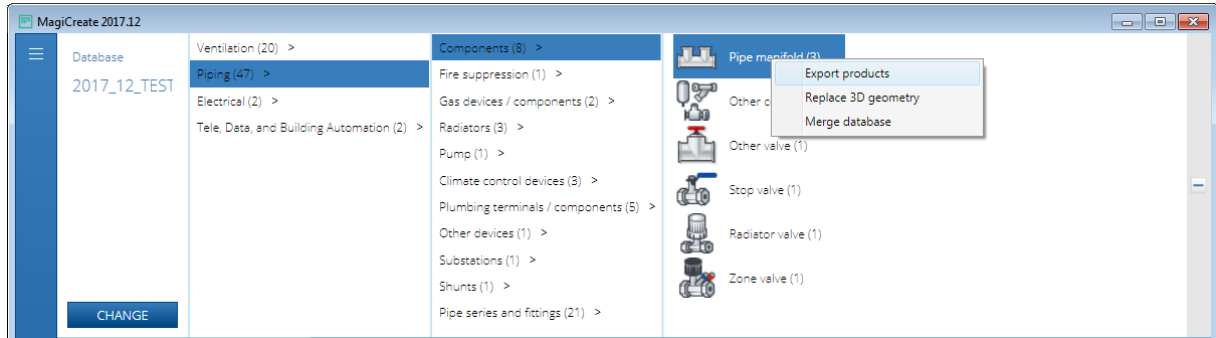 MagiCreate 2017.12
Database
2017_12_TEST
CHANGE
Ventilation (20) >
Piping (47) >
Electrical (2) >
Tele, Data, and Building Automation (2) >
Components (8) >
Fire suppression (1) >
Gas devices / components (2) >
Radiators (3) >
Pump (1) >
Climate control devices (3) >
Plumbing terminals / components (5) >
Other devices (1) >
Substations (1) >
Shunts (1) >
Pipe series and fittings (21) >
Pipe manifold (3)
Other
Other valve (1)
Stop valve (1)
Radiator valve (1)
Zone valve (1)
Export products
Replace 3D geometry
Merge database